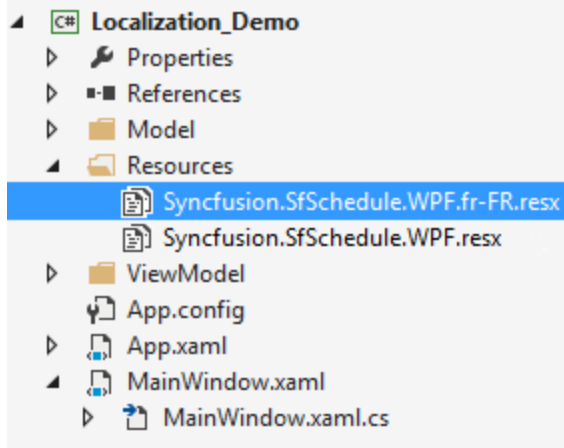 C# Localization_Demo
Properties
References
Model
Resources
Syncfusion.SfSchedule.WPF.fr-FR.resx
Syncfusion.SfSchedule.WPF.resx
ViewModel
App.config
App.xaml
MainWindow.xaml
MainWindow.xaml.cs